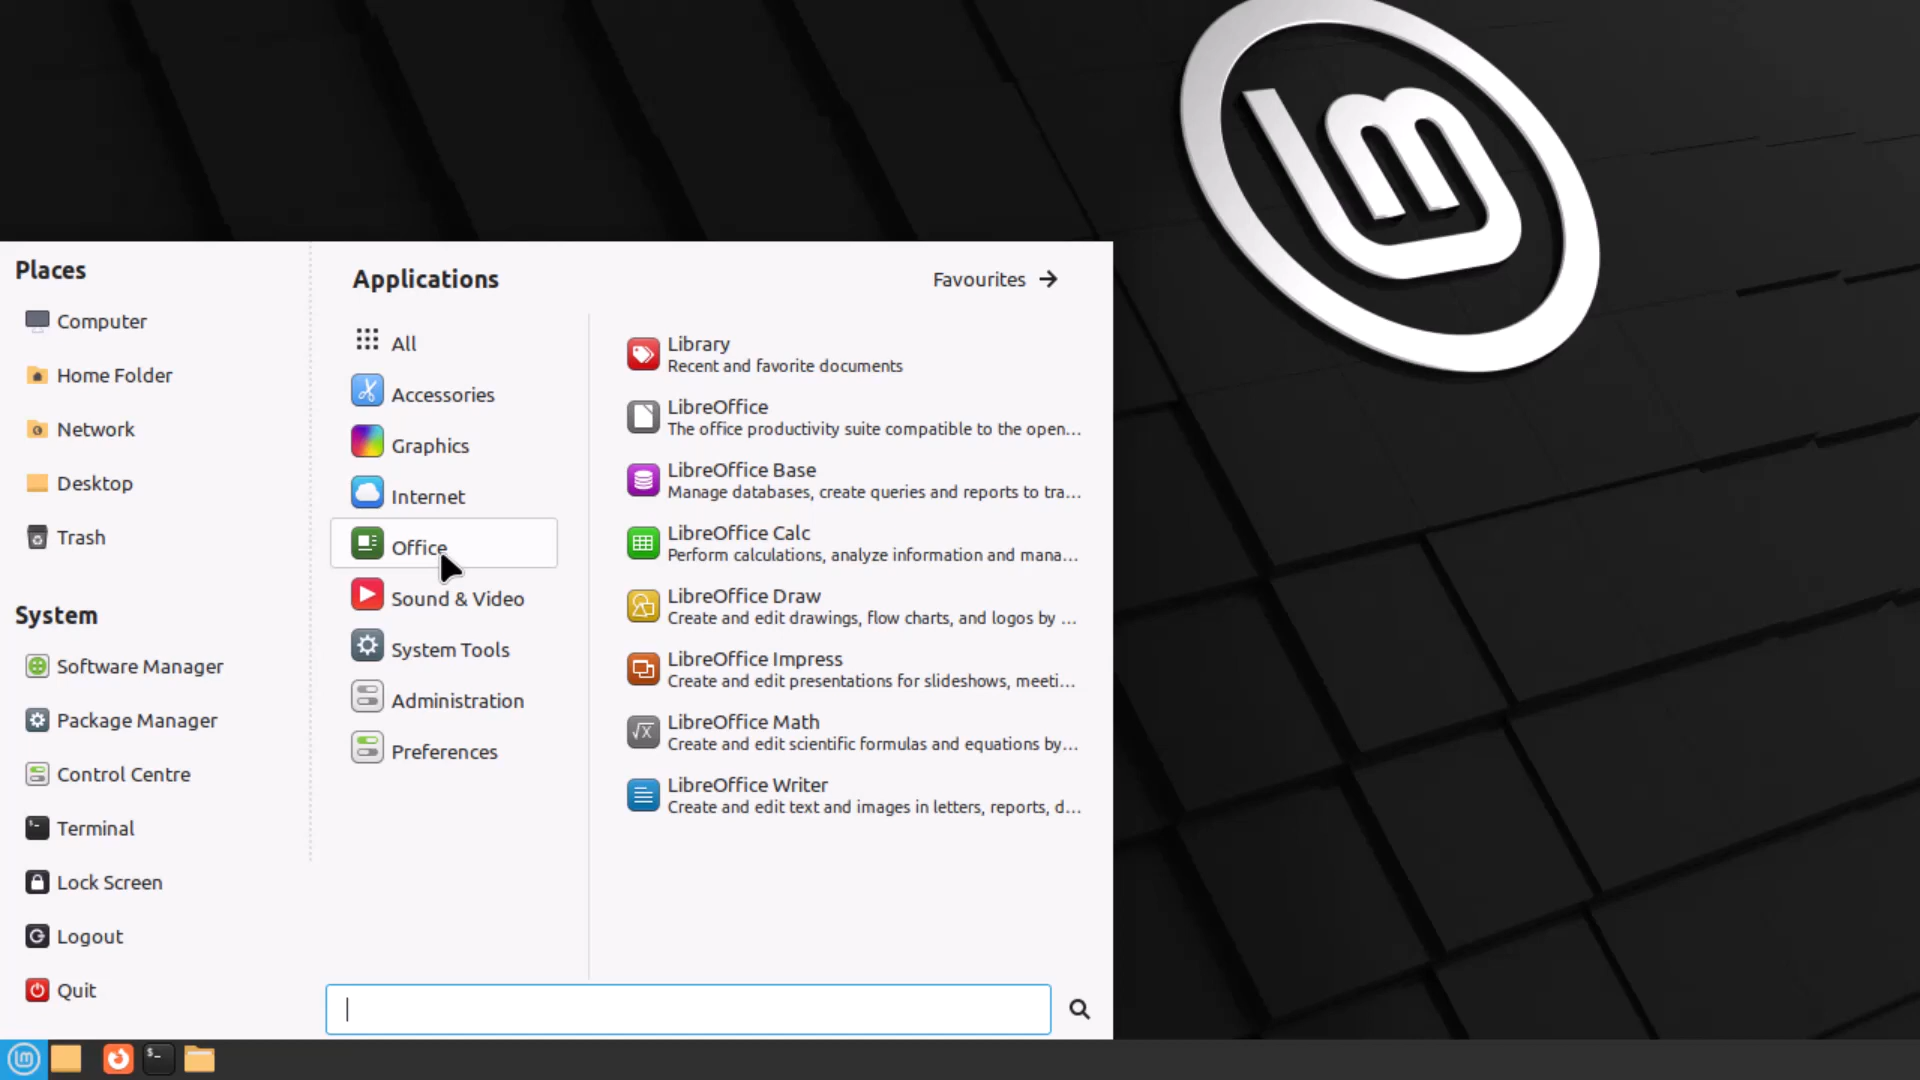 Places
Computer
Home Folder
Network
Desktop
Trash
System
Software Manager
Package Manager
Control Centre
Terminal
Lock Screen
Logout
Quit
Applications
Favourites
All
Accessories
Graphics
Internet
Office
Sound & Video
System Tools
Administration
Preferences
Library
Recent and favorite documents
LibreOffice
The office productivity suite compatible to the open...
LibreOffice Base
Manage databases, create queries and reports to tra...
LibreOffice Calc
Perform calculations, analyze information and mana...
LibreOffice Draw
Create and edit drawings, flow charts, and logos by ...
LibreOffice Impress
Create and edit presentations for slideshows, meeti...
LibreOffice Math
Create and edit scientific formulas and equations by...
LibreOffice Writer
Create and edit text and images in letters, reports, d...